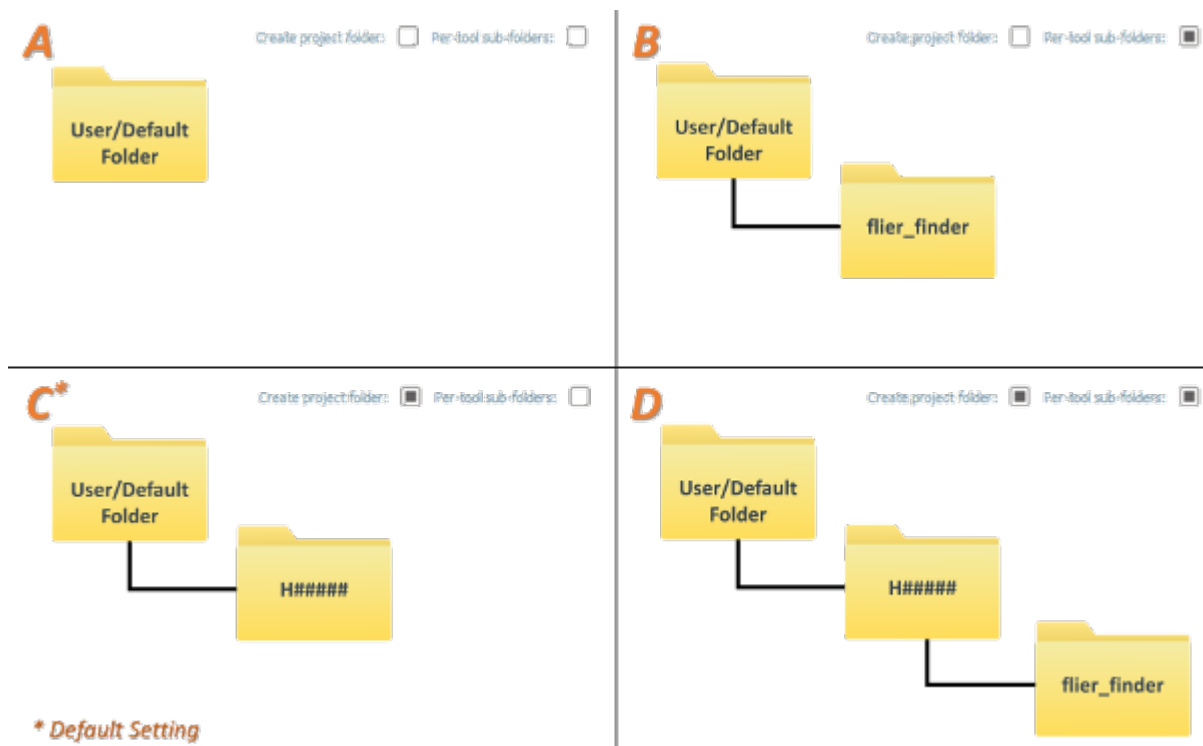 A
Create project folder: Per-tool sub-folders:
User/Default
Folder
B
Create project folder: Per-tool sub-folders:
User/Default
Folder
flier_finder
C*
Create project folder: Per-tool sub-folders:
User/Default
Folder
H#####
* Default Setting
D
Create project folder: Per-tool sub-folders:
User/Default
Folder
H#####
flier_finder